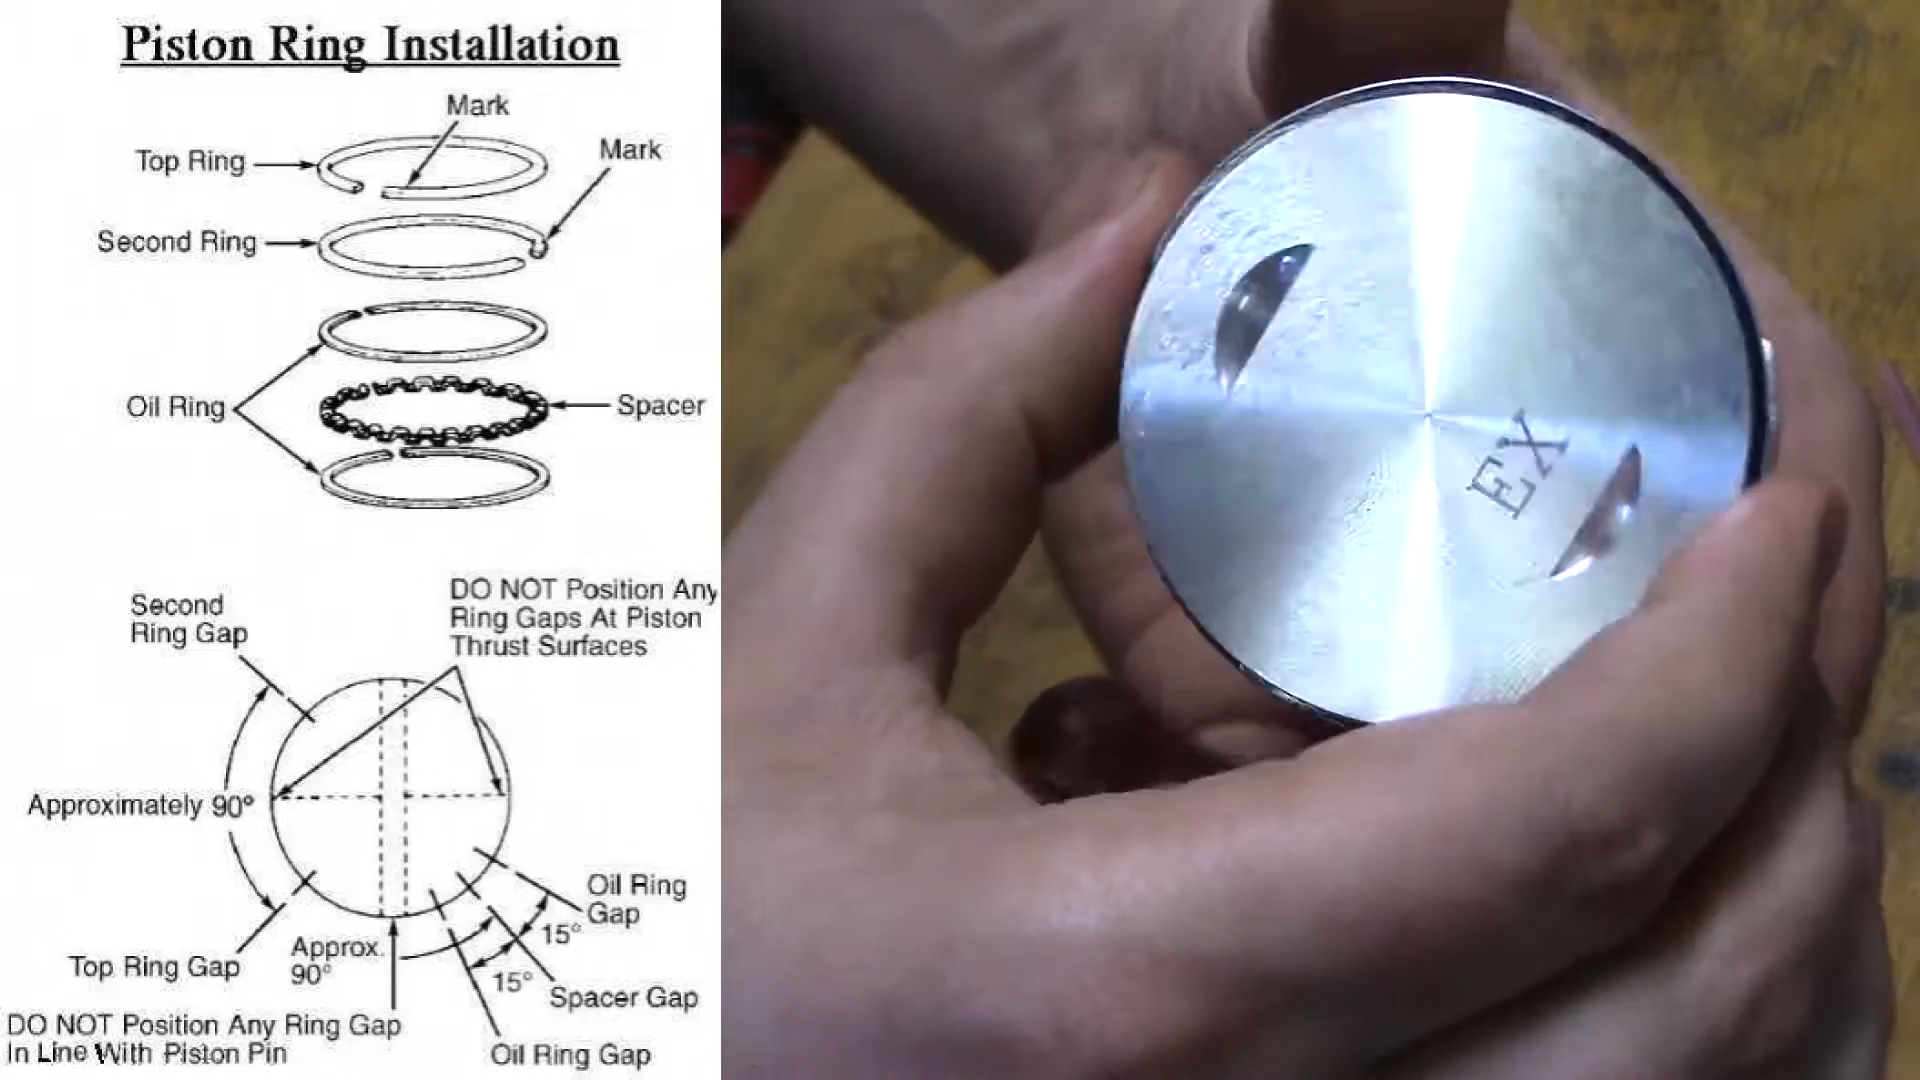 Piston Ring Installation
Mark
Mark
Top Ring
Second Ring
Oil Ring
Spacer
Second
Ring Gap
DO NOT Position Any
Ring Gaps At Piston
Thrust Surfaces
Approximately 90°
Oil Ring
Gap
15°
Approx.
90°
15°
Top Ring Gap
Spacer Gap
DO NOT Position Any Ring Gap
In Line With Piston Pin
Oil Ring Gap
EX